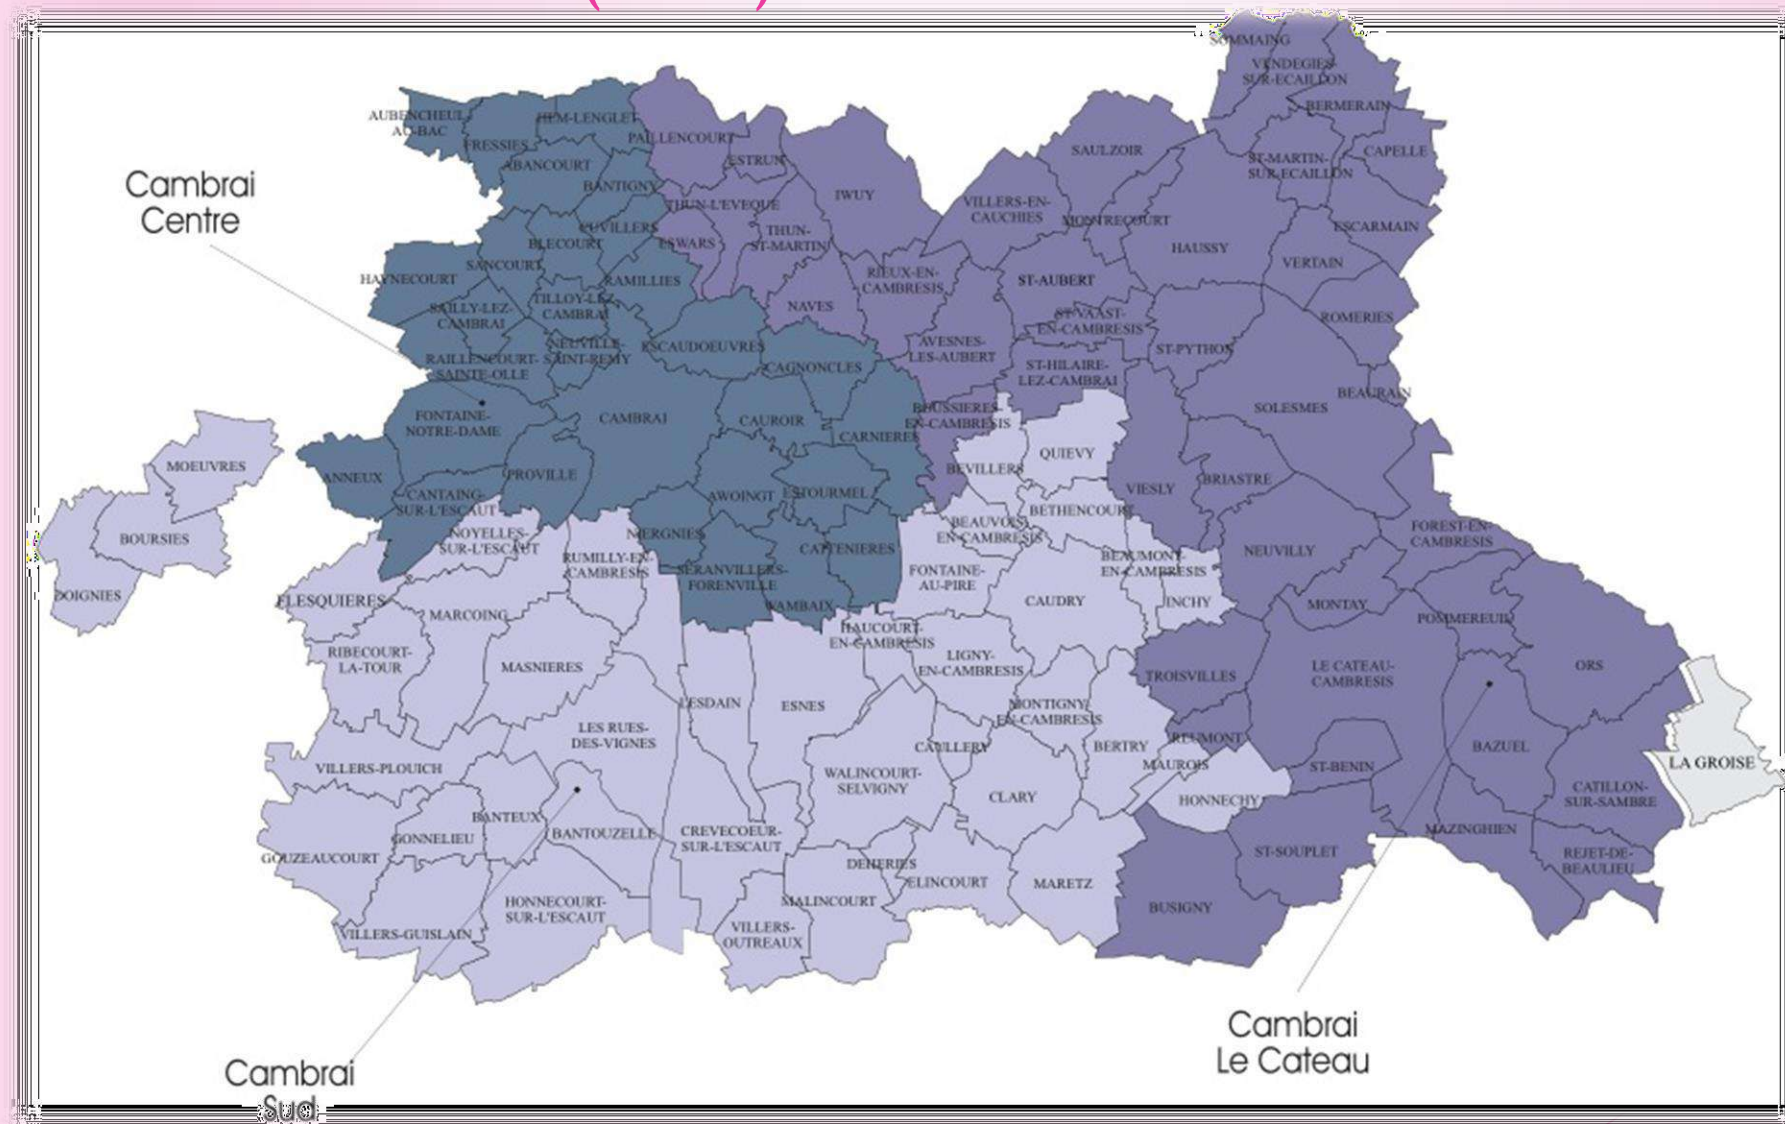 SOMMAING
VENDEGIES-
SUR-ECAILLON
BERMERAIN
AUBENCHEUL-
AU-BAC
HEM-LENGLET
FRESSIES
PAILLENCOURT
ESTRUN
ABANCOURT
BANTIGNY
SAULZOIR
ST-MARTIN-
SUR-ECAILLON
CAPELLE
Cambrai
Centre
IWUY
THUN-L'EVEQUE
VILLERS-EN-
CAUCHIES
MONTRECOURT
CUVILLERS
BLECOURT
ESWARS
THUN-
ST-MARTIN
HAUSSY
ESCARMAIN
VERTAIN
SANCOURT
HAYNECOURT
RAMILLIES
RIEUX-EN-
CAMBRESIS
ST-AUBERT
TILLOY-LEZ-
CAMBRAI
SAILLY-LEZ-
CAMBRAI
NAVES
ST-VAAST-
EN-CAMBRESIS
ROMERIES
NEUVILLE-
SAINT-REMY
ESCAUDOEUVRES
AVESNES-
LES-AUBERT
ST-PYTHON
RAILLENCOURT-
SAINTE-OLLE
CAGNONCLES
ST-HILAIRE-
LEZ-CAMBRAI
BEAURAIN
FONTAINE-
NOTRE-DAME
CAMBRAI
CAUROIR
BOUSSIERES-
EN-CAMBRESIS
SOLESMES
CARNIERES
MOEUVRES
ANNEUX
PROVILLE
BEVILLERS
QUIEVY
VIESLY
BRIASTRE
CANTAING-
SUR-L'ESCAUT
AWOINGT
ESTOURMEL
BETHENCOURT
BOURSIES
NOYELLES-
SUR-L'ESCAUT
NIERGNIES
BEAUVOIS-
EN-CAMBRESIS
FOREST-EN-
CAMBRESIS
RUMILLY-EN-
CAMBRESIS
CATTENIERES
BEAUMONT-
EN-CAMBRESIS
NEUVILLY
DOIGNIES
FLESQUIERES
SERANVILLERS-
FORENVILLE
FONTAINE-
AU-PIRE
CAUDRY
INCHY
MONTAY
WAMBAIX
MARCOING
POMMEREUIL
HAUCOURT-
EN-CAMBRESIS
RIBECOURT-
LA-TOUR
MASNIERES
LIGNY-
EN-CAMBRESIS
TROISVILLES
LE CATEAU-
CAMBRESIS
ORS
LESDAIN
ESNES
MONTIGNY-
EN-CAMBRESIS
LES RUES-
DES-VIGNES
CAULLERY
BERTRY
REUMONT
BAZUEL
VILLERS-PLOUICH
MAUROIS
ST-BENIN
LA GROISE
WALINCOURT-
SELVIGNY
CLARY
HONNECHY
CATILLON-
SUR-SAMBRE
BANTEUX
BANTOUZELLE
CREVECOEUR-
SUR-L'ESCAUT
GONNELIEU
MAZINGHIEN
GOUZEAUCOURT
DEHERIES
ELINCOURT
MARETZ
ST-SOUPLET
REJET-DE-
BEAULIEU
HONNECOURT-
SUR-L'ESCAUT
MALINCOURT
BUSIGNY
VILLERS-GUISLAIN
VILLERS-
OUTREAUX
Cambrai
Le Cateau
Cambrai
Sud